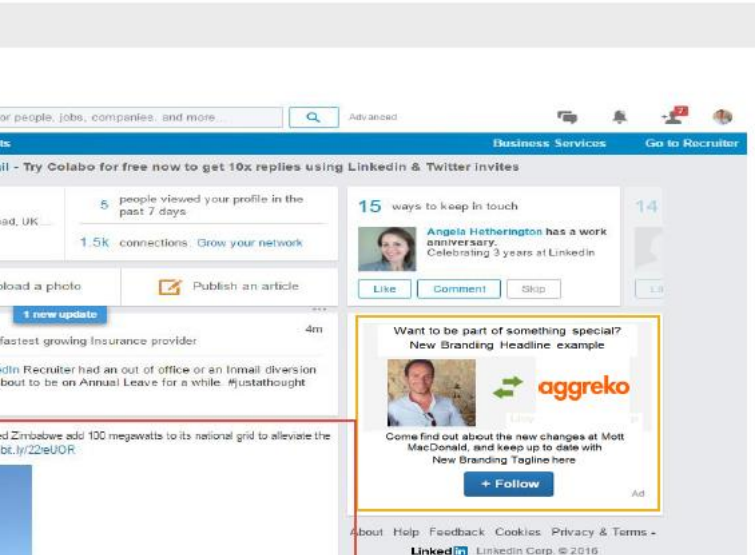 or people, jobs, companies, and more...
Advanced
7
ts
Business Services
Go to Recruiter
il - Try Colabo for free now to get 10x replies using Linkedin & Twitter invites
ad, UK...
5 people viewed your profile in the
past 7 days
1.5k connections. Grow your network
15 ways to keep in touch
Angela Hetherington has a work
anniversary.
Celebrating 3 years at LinkedIn
Like
Comment
Skip
14
pload a photo
Publish an article
1 new update
4m
fastest growing Insurance provider
edIn Recruiter had an out of office or an Inmail diversion
bout to be on Annual Leave for a while. #justathought
ed Zimbabwe add 100 megawatts to its national grid to alleviate the
bit.ly/22reUOR
Want to be part of something special?
New Branding Headline example
aggreko
Come find out about the new changes at Mott
MacDonald, and keep up to date with
New Branding Tagline here
+ Follow
Ad
About Help Feedback Cookies Privacy & Terms
Linked in LinkedIn Corp. © 2016